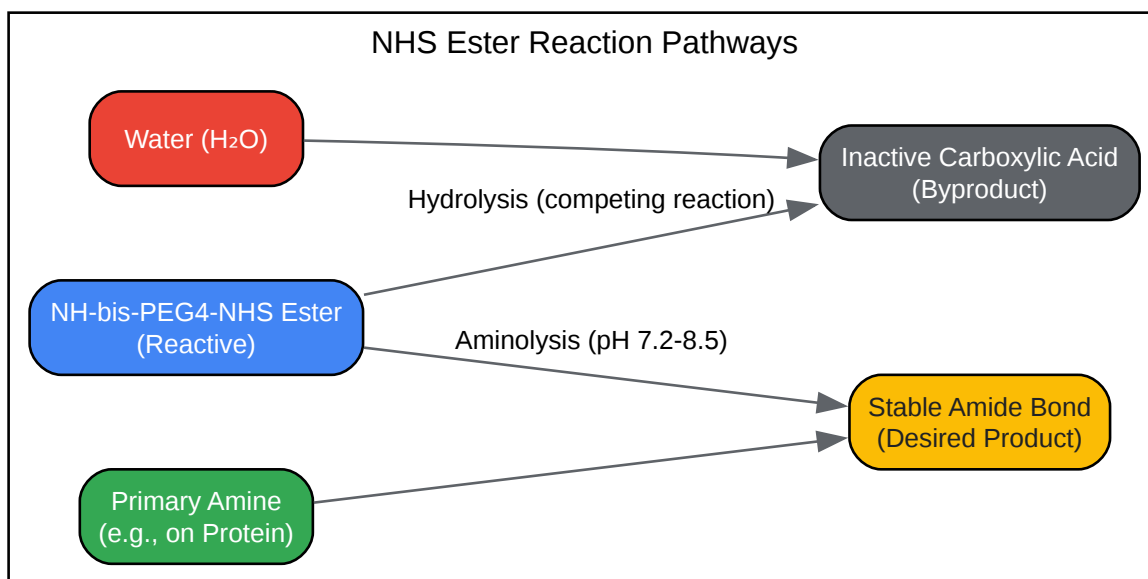 NHS Ester Reaction Pathways
Water (H₂O)
Inactive Carboxylic Acid
(Byproduct)
Hydrolysis (competing reaction)
NH-bis-PEG4-NHS Ester
(Reactive)
Aminolysis (pH 7.2-8.5)
Stable Amide Bond
(Desired Product)
Primary Amine
(e.g., on Protein)